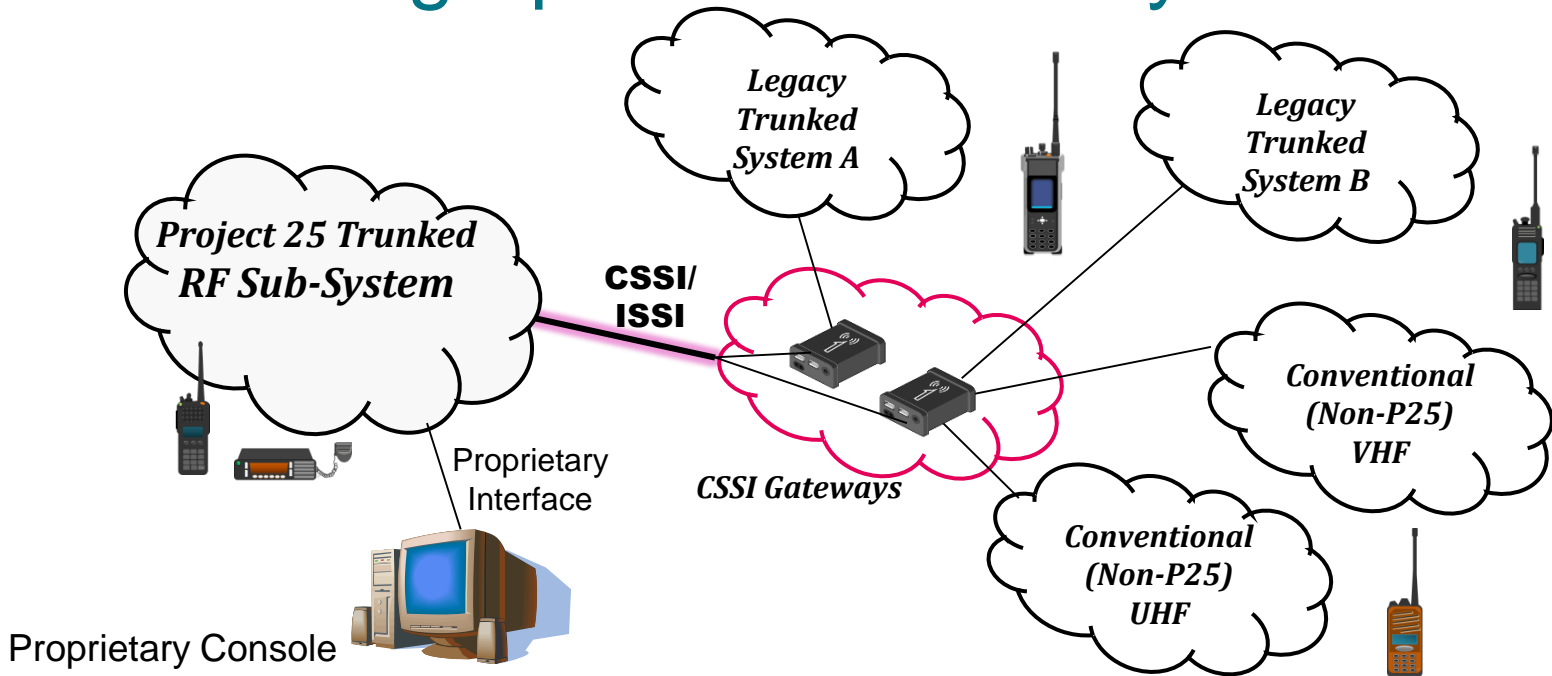 Legacy
Trunked
System A
Legacy
Trunked
System B
Project 25 Trunked
RF Sub-System
CSSI/
ISSI
Conventional
(Non-P25)
VHF
Proprietary
Interface
CSSI Gateways
Conventional
(Non-P25)
UHF
Proprietary Console